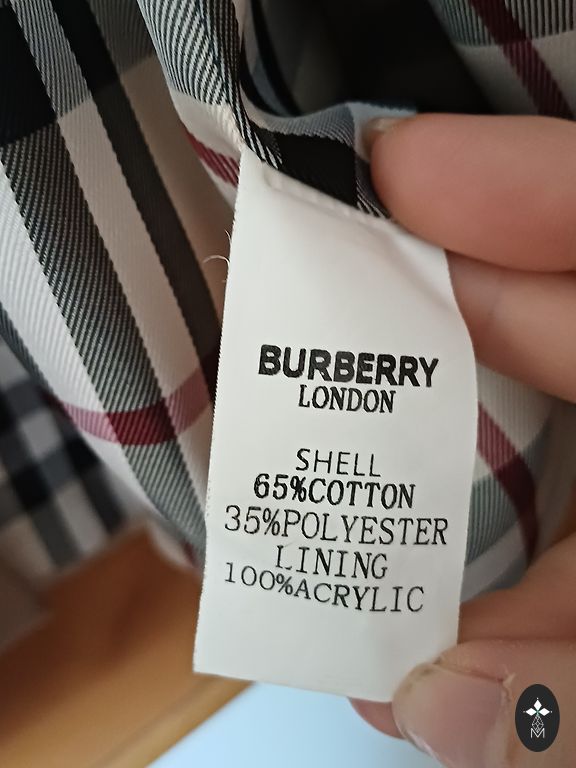 BURBERRY
LONDON
SHELL
65%COTTON
35%POLYESTER
LINING
100%ACRYLIC
M